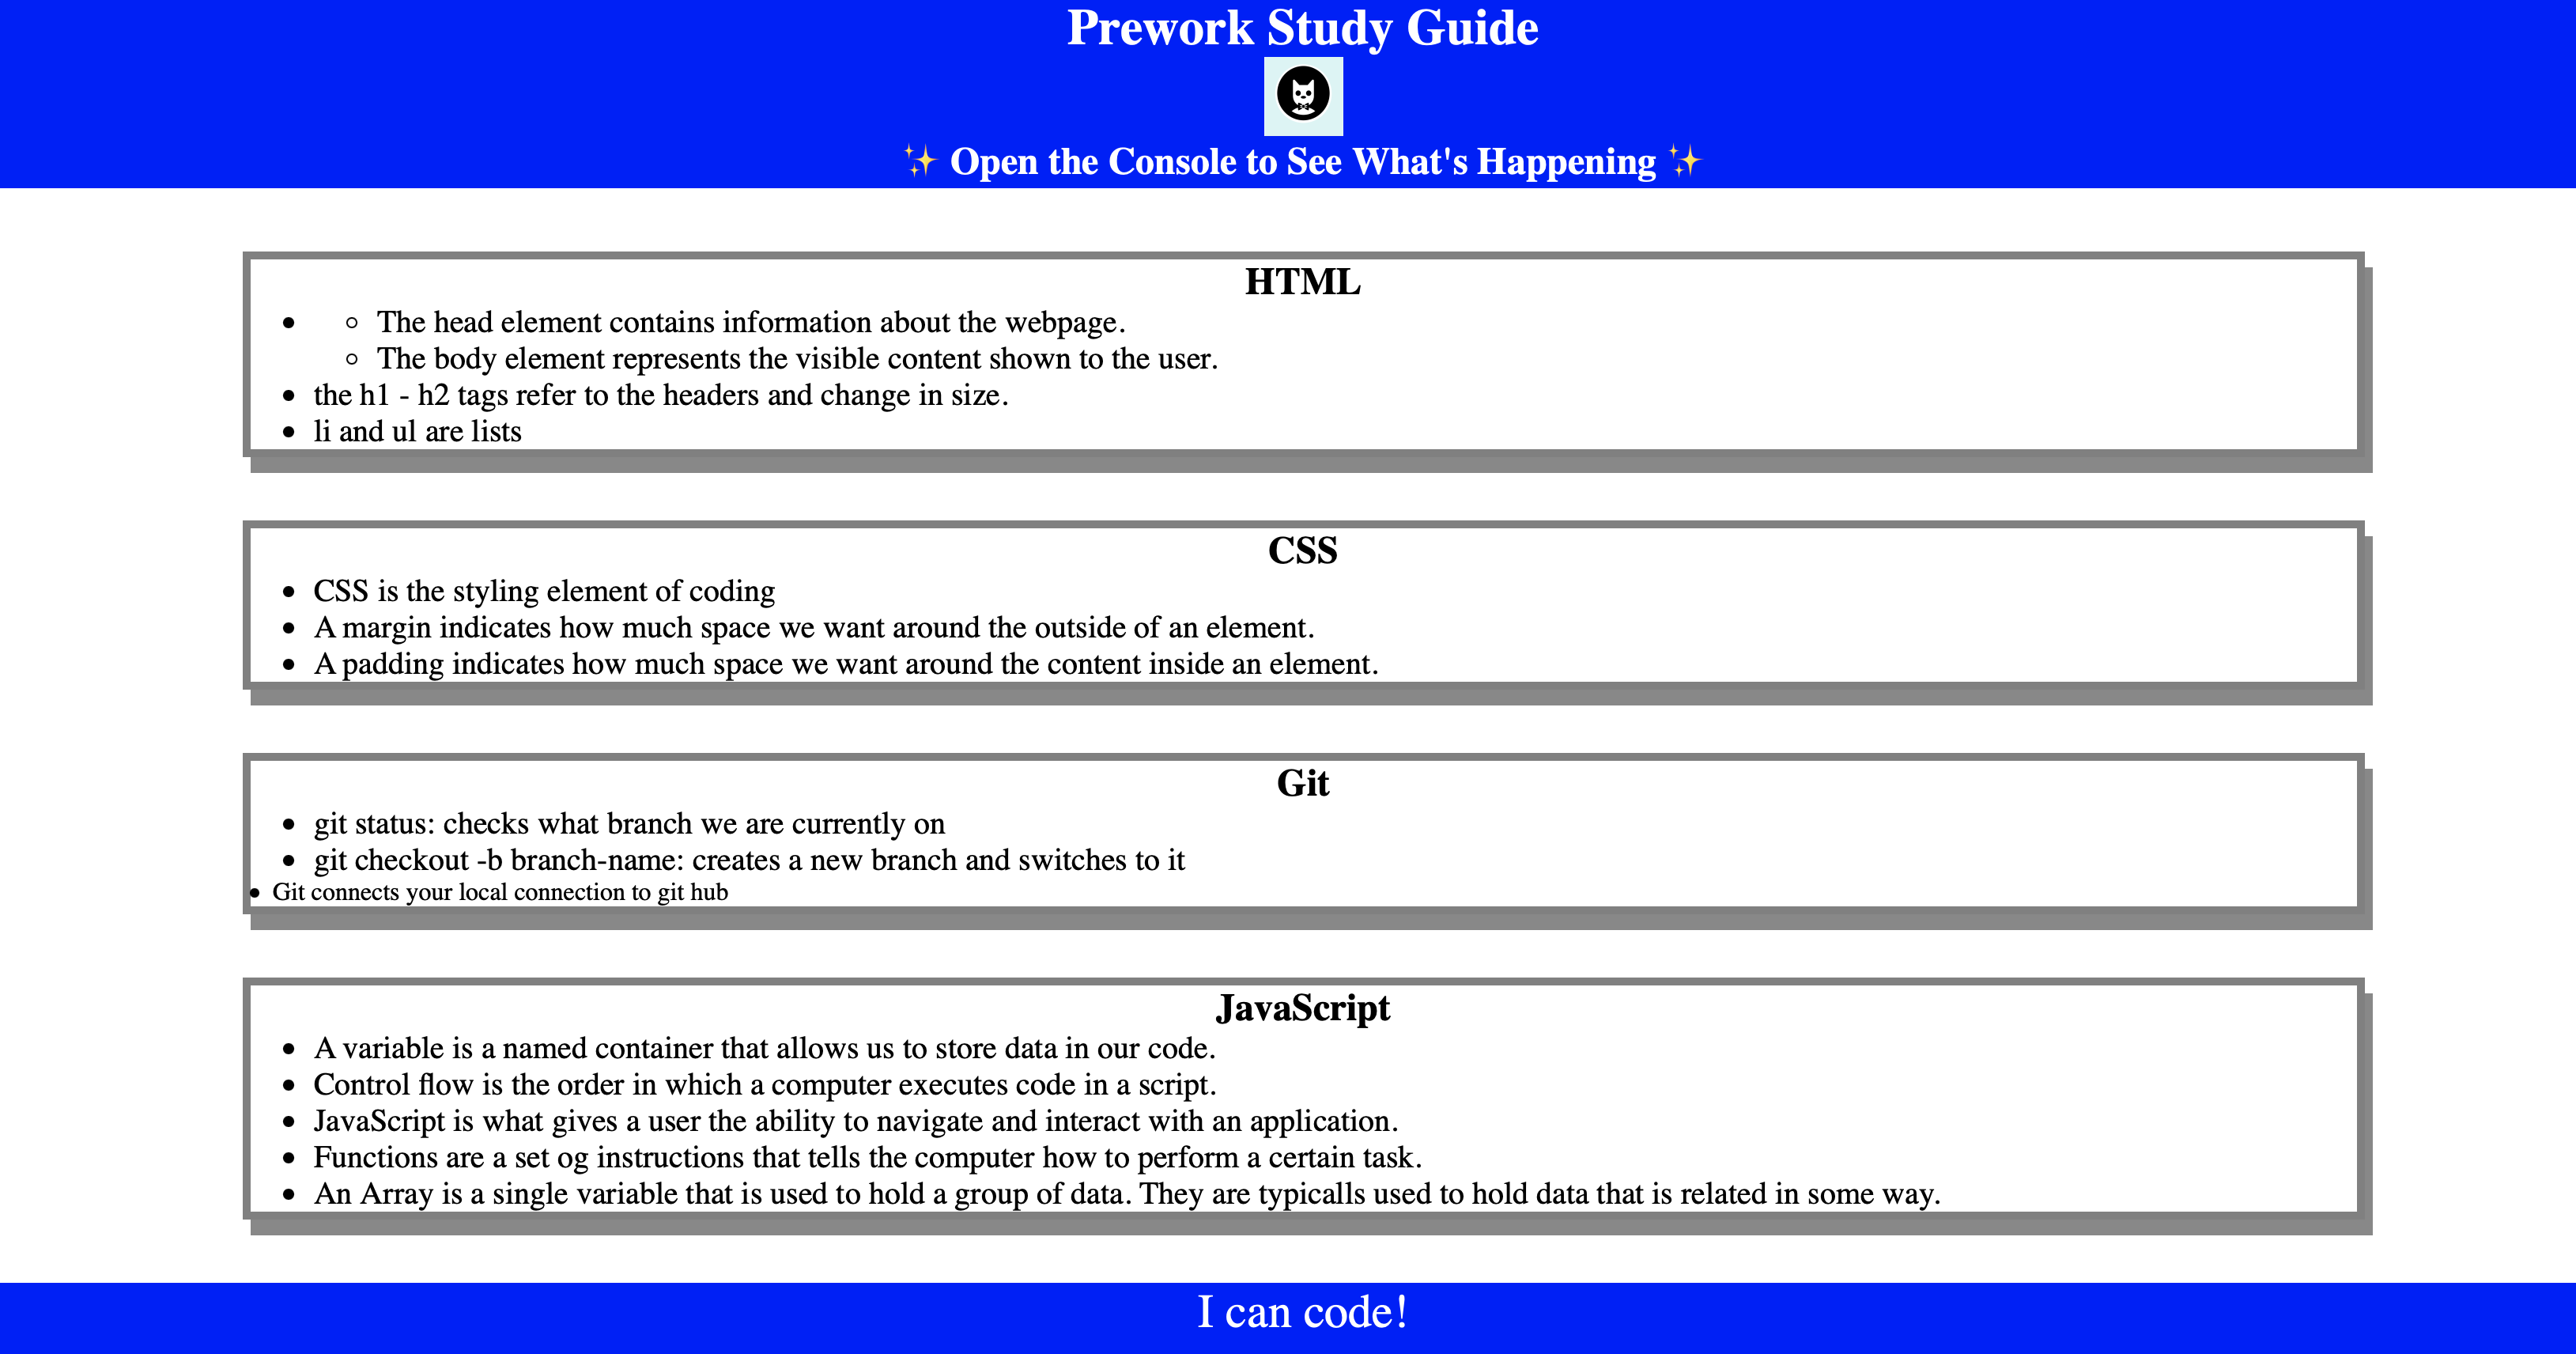 Prework Study Guide
✨ Open the Console to See What's Happening ✨
HTML
The head element contains information about the webpage.
The body element represents the visible content shown to the user.
the h1 - h2 tags refer to the headers and change in size.
li and ul are lists
CSS
CSS is the styling element of coding
A margin indicates how much space we want around the outside of an element.
A padding indicates how much space we want around the content inside an element.
Git
git status: checks what branch we are currently on
git checkout -b branch-name: creates a new branch and switches to it
Git connects your local connection to git hub
JavaScript
A variable is a named container that allows us to store data in our code.
Control flow is the order in which a computer executes code in a script.
JavaScript is what gives a user the ability to navigate and interact with an application.
Functions are a set og instructions that tells the computer how to perform a certain task.
An Array is a single variable that is used to hold a group of data. They are typicalls used to hold data that is related in some way.
I can code!